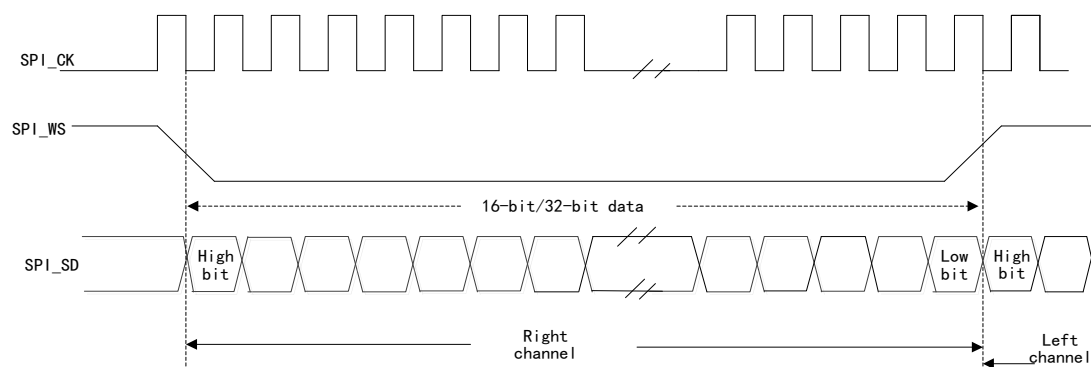 SPI_CK
SPI_WS
16-bit/32-bit data
SPI_SD
High
bit
Low
bit
High
bit
Right
channel
Left
channel